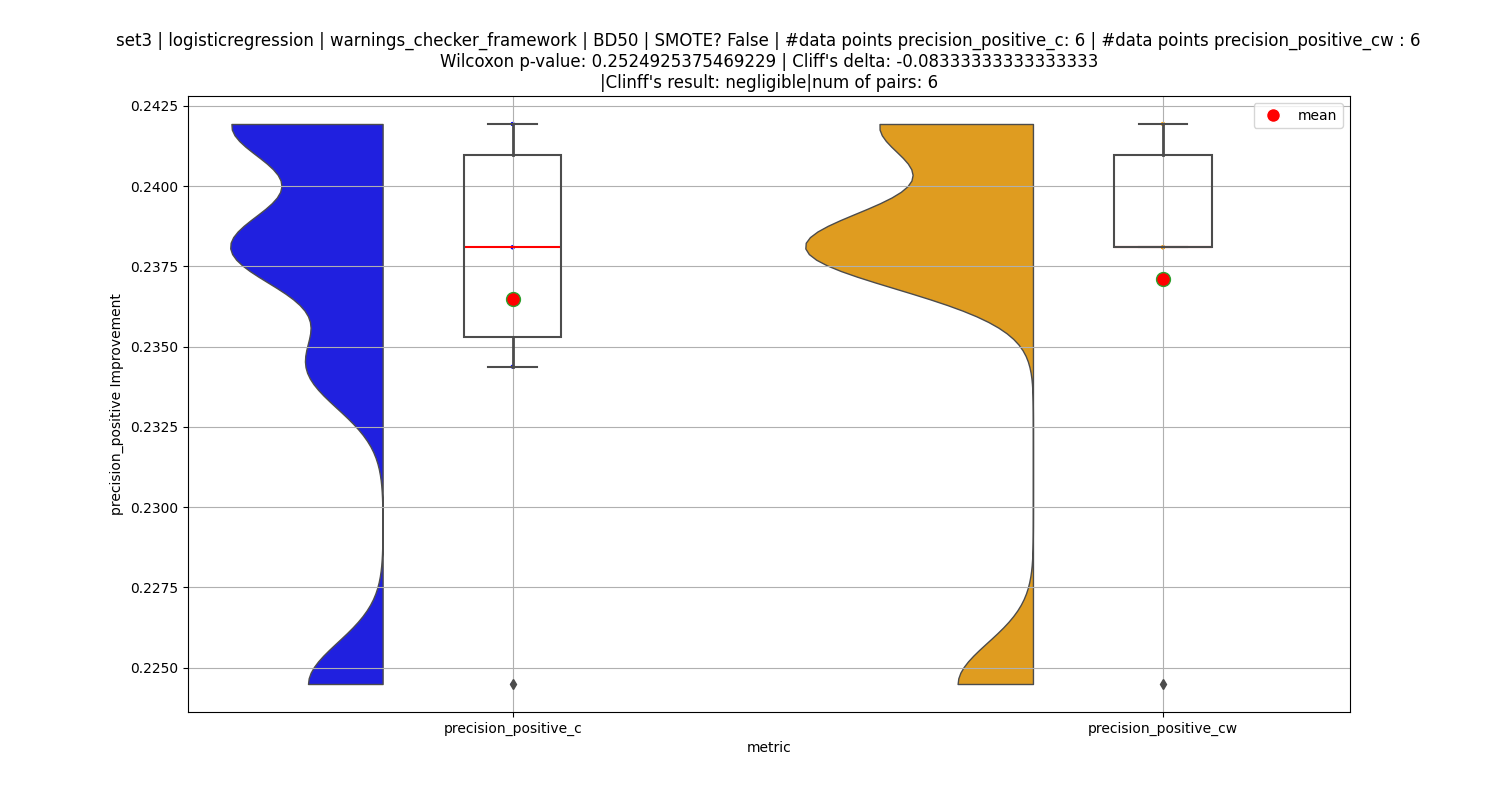 set3 | logisticregression | warnings_checker_framework | BD50 | SMOTE? False | #data points precision_positive_c: 6 | #data points precision_positive_cw : 6
Wilcoxon p-value: 0.2524925375469229 | Cliff's delta: -0.08333333333333333
|Clinff's result: negligible|num of pairs: 6
mean
0.2425
0.2400
0.2375
0.2350
0.2325
0.2300
0.2275
0.2250
precision_positive Improvement
precision_positive_c
precision_positive_cw
metric